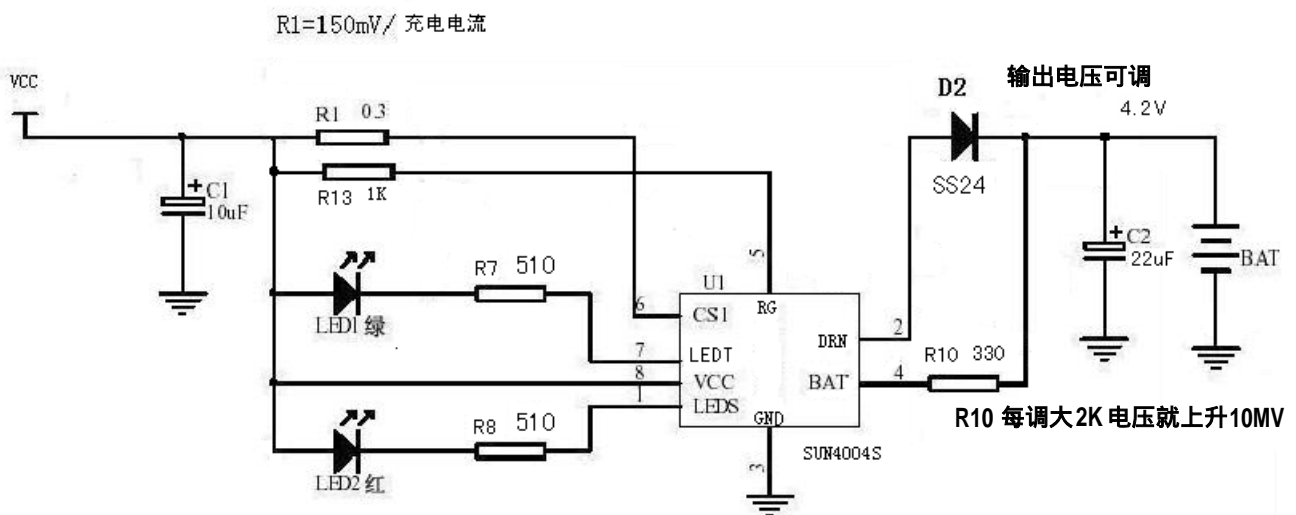 R1=150mV/ 充电电流
VCC
R1 0.3
R13 1K
C1
10uF
D2
输出电压可调
4.2V
SS24
C2
22uF
BAT
LED1 绿
R7 510
U1
5
RG
6
CS1
7
LEDT
8
VCC
1
LEDS
DRN
2
BAT
4
R10 330
GND
3
SUN4004S
R10 每调大2K 电压就上升10MV
LED2 红
R8 510